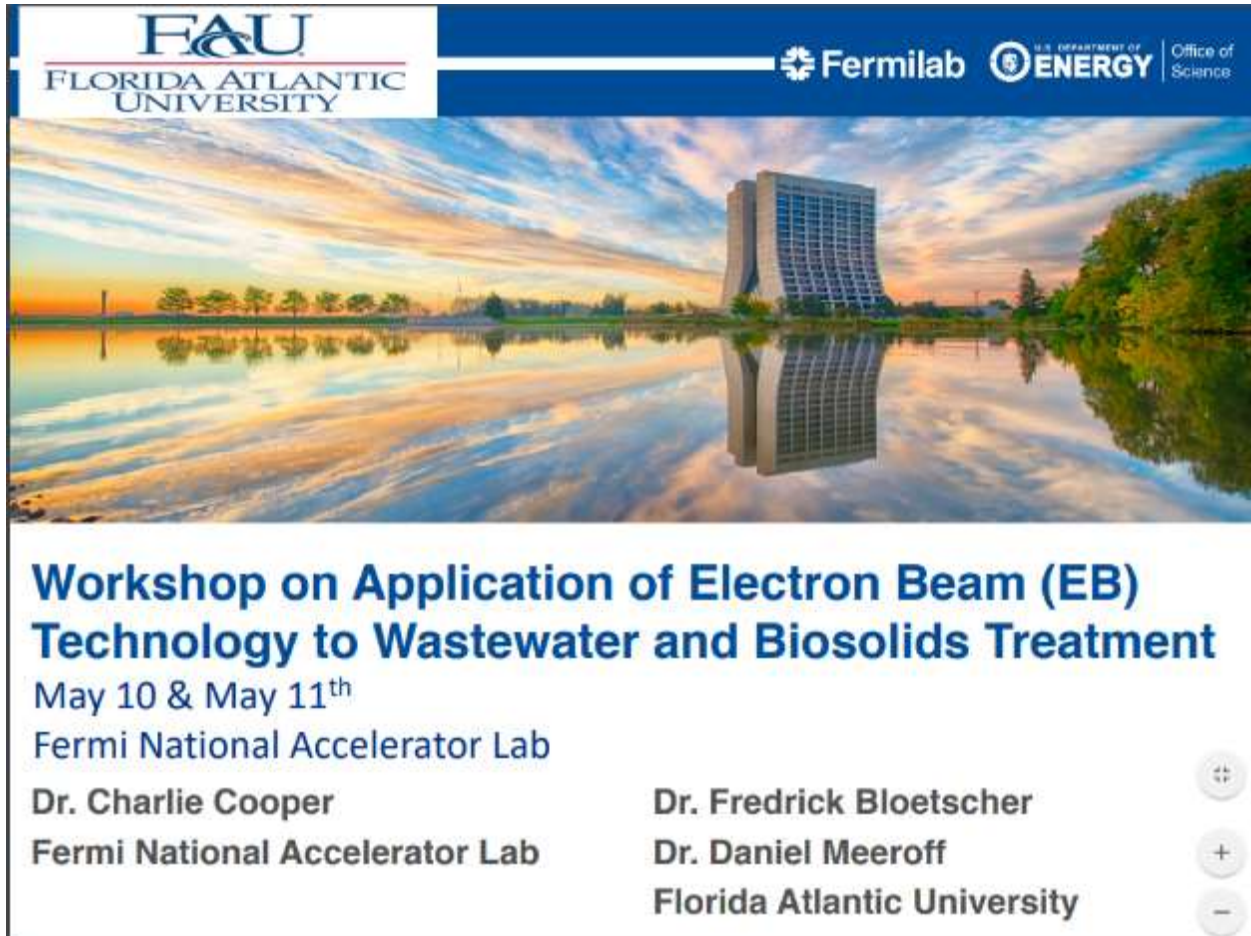 FAU
FLORIDA ATLANTIC
UNIVERSITY
Fermilab
U.S. DEPARTMENT OF
ENERGY
Office of
Science
Workshop on Application of Electron Beam (EB)
Technology to Wastewater and Biosolids Treatment
May 10 & May 11th
Fermi National Accelerator Lab
Dr. Charlie Cooper
Fermi National Accelerator Lab
Dr. Fredrick Bloetscher
Dr. Daniel Meeroff
Florida Atlantic University